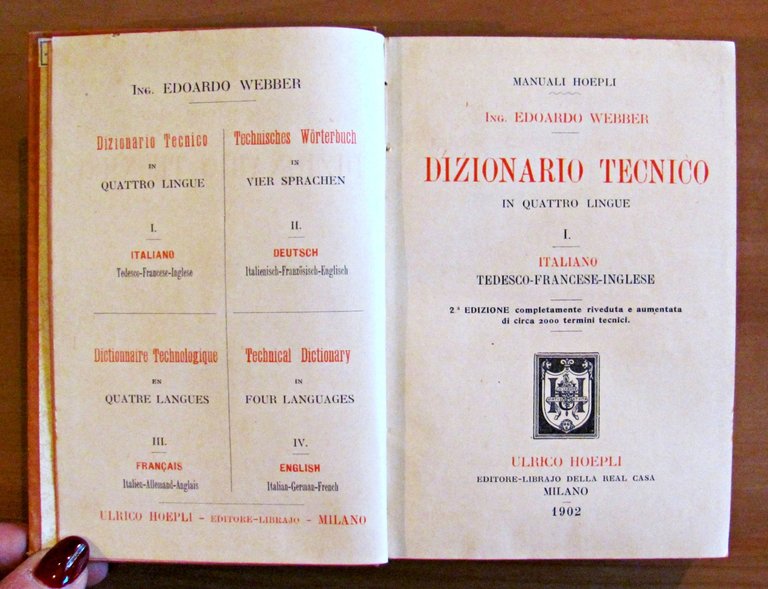 Ing. EDOARDO WEBBER
Dizionario Tecnico
IN
QUATTRO LINGUE
I.
ITALIANO
Tedesco-Francese-Inglese
Technisches Wörterbuch
IN
VIER SPRACHEN
II.
DEUTSCH
Italienisch-Französisch-Englisch
Dictionnaire Technologique
EN
QUATRE LANGUES
III.
FRANÇAIS
Italien-Allemand-Anglais
Technical Dictionary
IN
FOUR LANGUAGES
IV.
ENGLISH
Italian-German-French
ULRICO HOEPLI - EDITORE-LIBRAJO - MILANO
MANUALI HOEPLI
Ing. EDOARDO WEBBER
DIZIONARIO TECNICO
IN QUATTRO LINGUE
I.
ITALIANO
TEDESCO-FRANCESE-INGLESE
2.ª EDIZIONE completamente riveduta e aumentata
di circa 2000 termini tecnici.
ULRICO HOEPLI
EDITORE-LIBRAJO DELLA REAL CASA
MILANO
1902